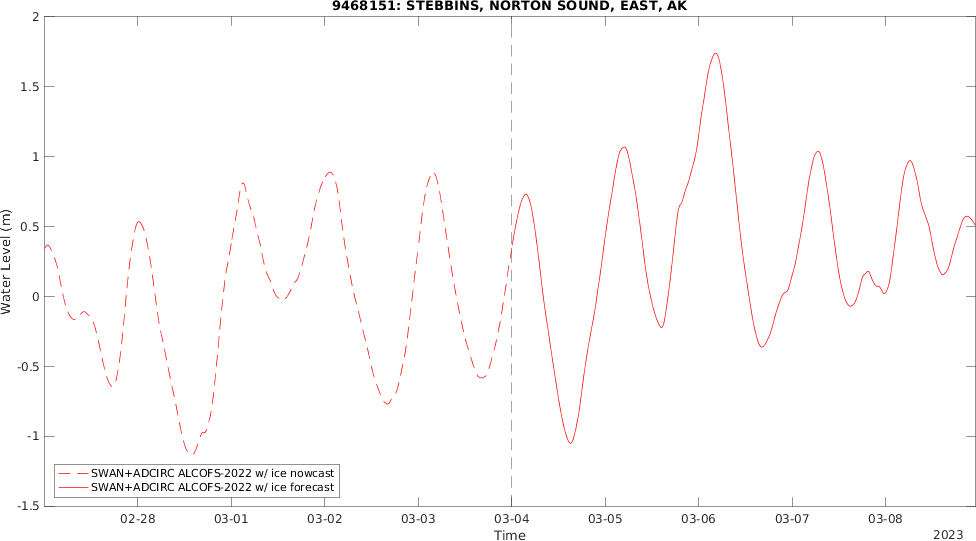 9468151: STEBBINS, NORTON SOUND, EAST, AK
2
1.5
1
0.5
0
-0.5
-1
-1.5
Water Level (m)
SWAN+ADCIRC ALCOFS-2022 w/ ice nowcast
SWAN+ADCIRC ALCOFS-2022 w/ ice forecast
02-28 03-01 03-02 03-03 03-04 03-05 03-06 03-07 03-08
Time
2023